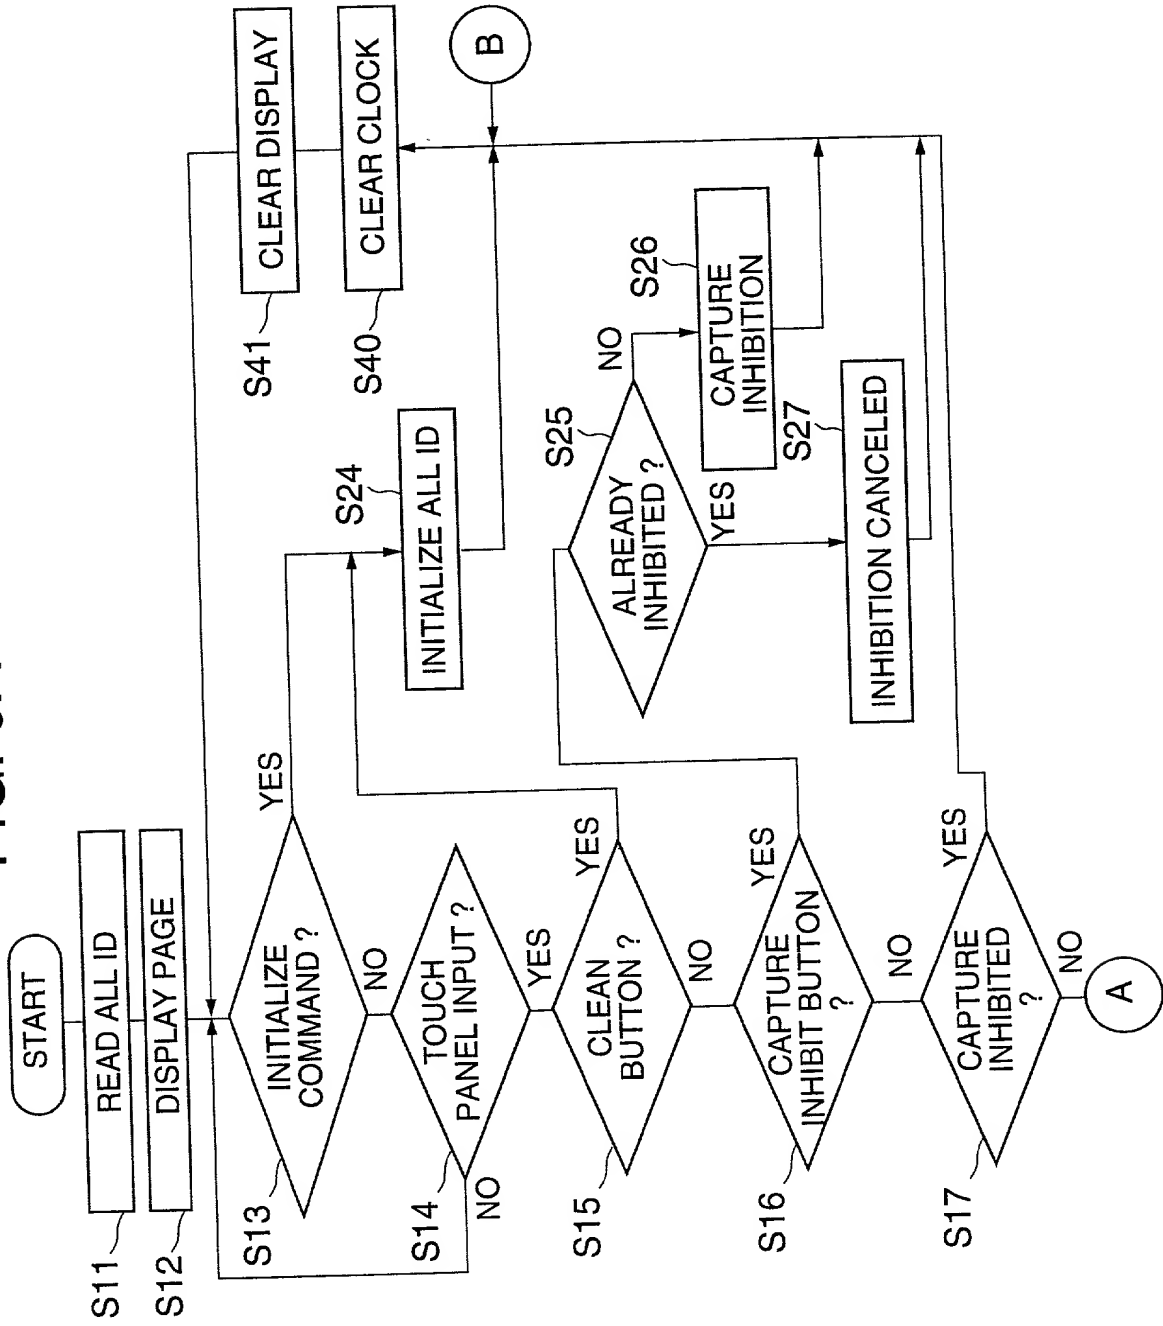 START
S11
READ ALL ID
S12
DISPLAY PAGE
S13
INITIALIZE
COMMAND ?
YES
NO
S14
TOUCH
PANEL INPUT ?
NO
YES
S15
CLEAN
BUTTON ?
YES
NO
S16
CAPTURE
INHIBIT BUTTON
?
YES
NO
S17
CAPTURE
INHIBITED
?
YES
NO
A
S24
INITIALIZE ALL ID
S25
ALREADY
INHIBITED ?
NO
YES
S26
CAPTURE
INHIBITION
S27
INHIBITION CANCELED
S41
CLEAR DISPLAY
S40
CLEAR CLOCK
B